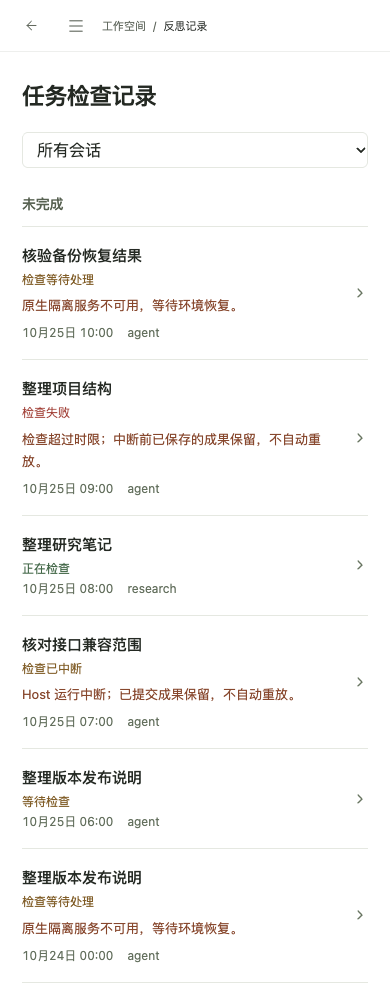 工作空间 / 反思记录
任务检查记录
所有会话
未完成
核验备份恢复结果
检查等待处理
原生隔离服务不可用，等待环境恢复。
10月25日 10:00 agent
整理项目结构
检查失败
检查超过时限；中断前已保存的成果保留，不自动重
放。
10月25日 09:00 agent
整理研究笔记
正在检查
10月25日 08:00 research
核对接口兼容范围
检查已中断
Host 运行中断；已提交成果保留，不自动重放。
10月25日 07:00 agent
整理版本发布说明
等待检查
10月25日 06:00 agent
整理版本发布说明
检查等待处理
原生隔离服务不可用，等待环境恢复。
10月24日 00:00 agent